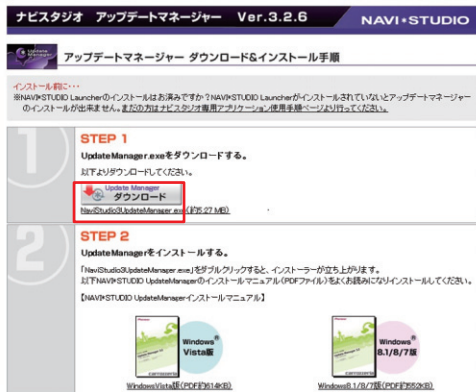 ナビスタジオ アップデートマネージャー Ver.3.2.6
NAVI•STUDIO
Update Manager
アップデートマネージャー ダウンロード&インストール手順
インストール前に・・・
※NAVI*STUDIO Launcherのインストールはお済みですか？NAVI*STUDIO Launcherがインストールされていないとアップデートマネージャー
のインストールが出来ません。まだの方はナビスタジオ専用アプリケーション使用手順ページより行ってください。
1
STEP 1
UpdateManager.exeをダウンロードする。
以下よりダウンロードしてください。
Update Manager
ダウンロード
NaviStudio3UpdateManager.exe(約5.27 MB)
2
STEP 2
UpdateManagerをインストールする。
「NaviStudio3UpdateManager.exe」をダブルクリックすると、インストーラーが立ち上がります。
以下NAVI*STUDIO UpdateManagerのインストールマニュアル(PDFファイル)をよくお読みになりインストールしてください。
【NAVI*STUDIO UpdateManagerインストールマニュアル】
Windows®
Vista版
Windows®
8.1/8/7版
carrozzeria
carrozzeria
WindowsVista版(PDF約614KB)
Windows8.1/8/7版(PDF約552KB)